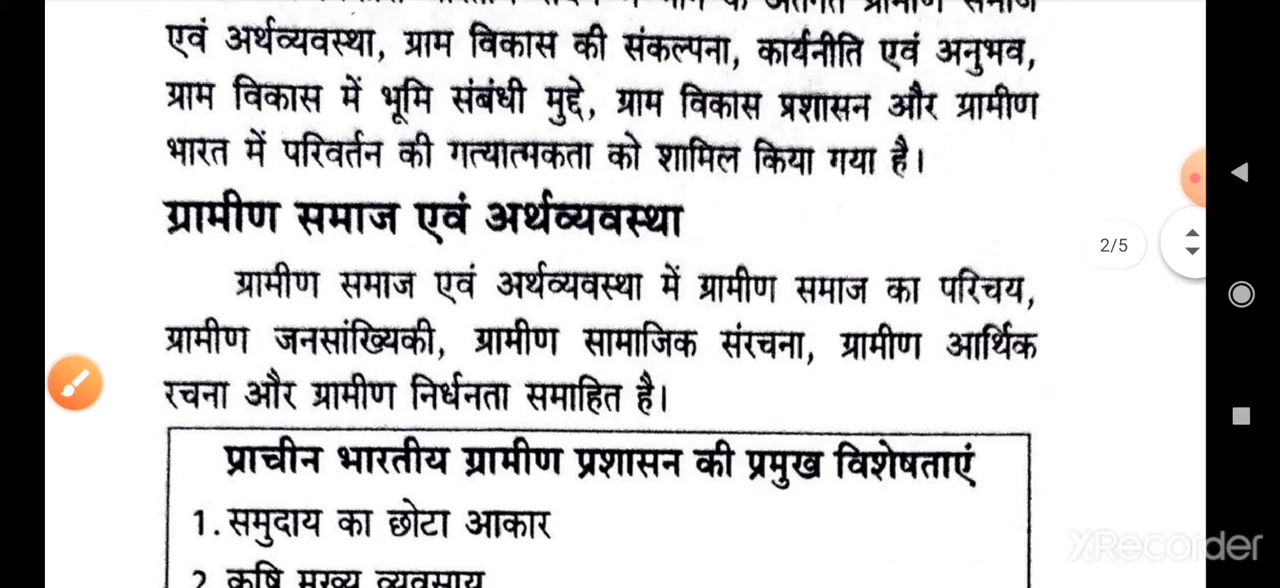 एवं अर्थव्यवस्था, ग्राम विकास की संकल्पना, कार्यनीति एवं अनुभव,
ग्राम विकास में भूमि संबंधी मुद्दे, ग्राम विकास प्रशासन और ग्रामीण
भारत में परिवर्तन की गत्यात्मकता को शामिल किया गया है।
ग्रामीण समाज एवं अर्थव्यवस्था
2/5
ग्रामीण समाज एवं अर्थव्यवस्था में ग्रामीण समाज का परिचय,
ग्रामीण जनसांख्यिकी, ग्रामीण सामाजिक संरचना, ग्रामीण आर्थिक
रचना और ग्रामीण निर्धनता समाहित है।
प्राचीन भारतीय ग्रामीण प्रशासन की प्रमुख विशेषताएं
1. समुदाय का छोटा आकार
2. कृषि मुख्य व्यवसाय
XRecorder